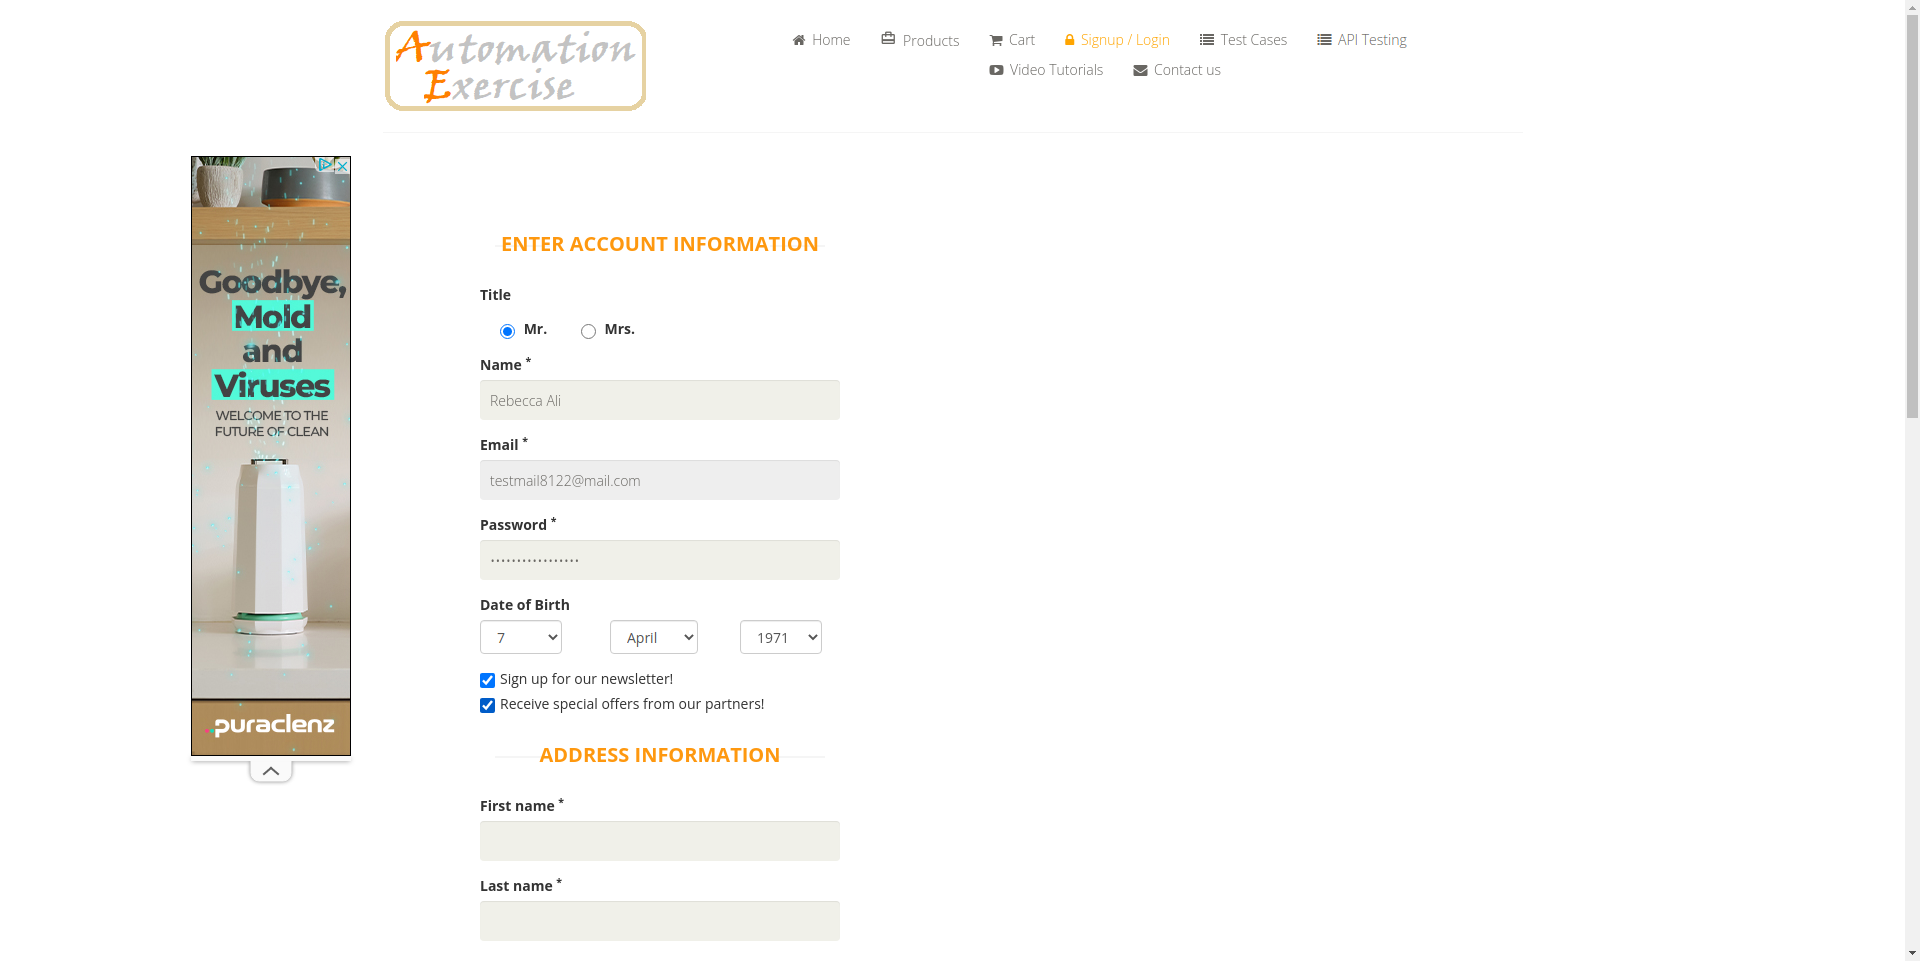 Automation
Exercise
Home
Products
Cart
Signup / Login
Test Cases
API Testing
Video Tutorials
Contact us
Goodbye,
Mold
and
Viruses
WELCOME TO THE
FUTURE OF CLEAN
puraclenz
ENTER ACCOUNT INFORMATION
Title
Mr.
Mrs.
Name *
Rebecca Ali
Email *
testmail8122@mail.com
Password *
•••••••••••••••••
Date of Birth
7
April
1971
Sign up for our newsletter!
Receive special offers from our partners!
ADDRESS INFORMATION
First name *
Last name *